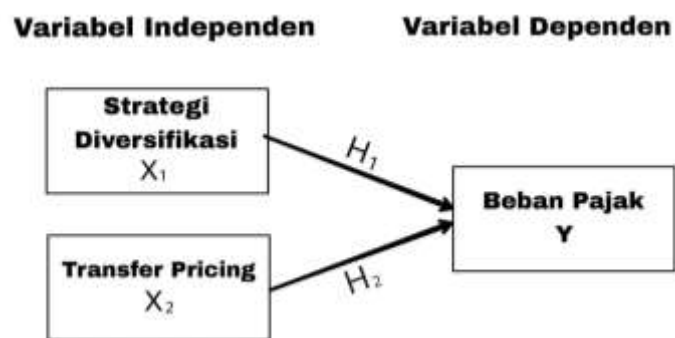 Variabel Independen
Variabel Dependen
Strategi
Diversifikasi
X₁
H₁
Beban Pajak
Y
Transfer Pricing
X₂
H₂